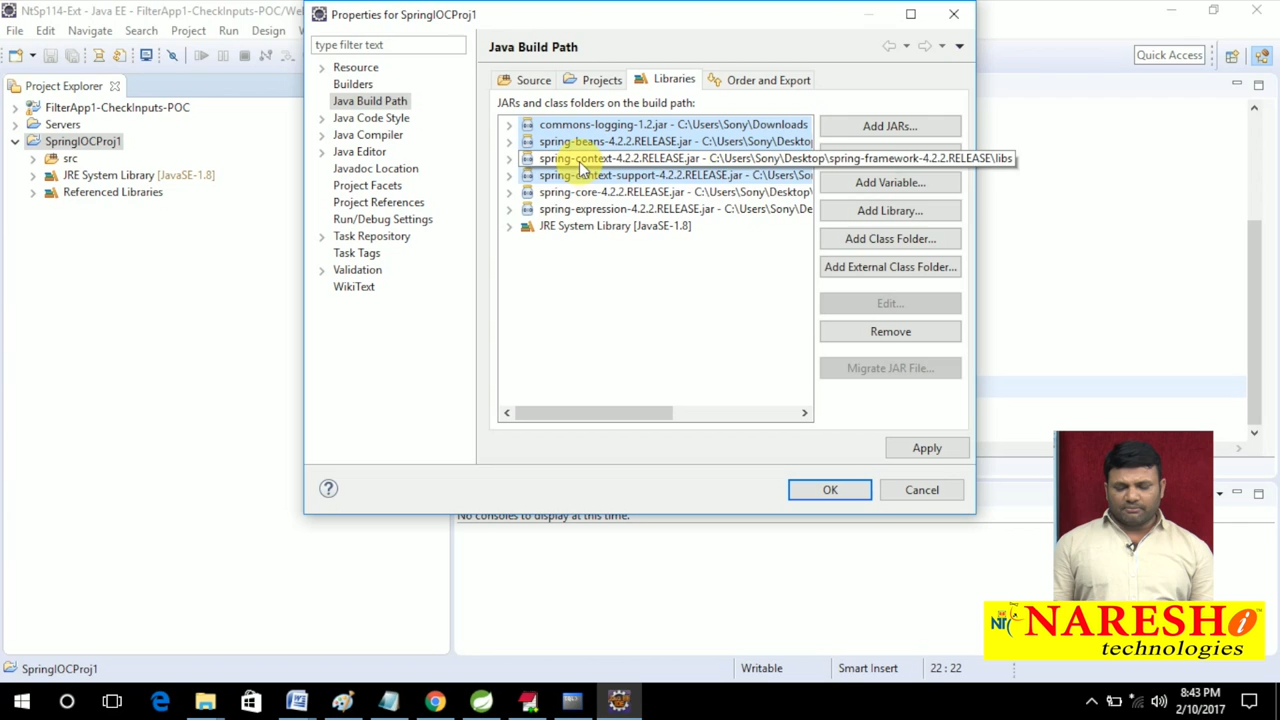 NtSp114-Ext - Java EE - FilterApp1-CheckInputs-POC/We
Properties for SpringIOCProj1
File Edit Navigate Search Project Run Design
type filter text
Java Build Path
Quick Access
Project Explorer
FilterApp1-CheckInputs-POC
Servers
SpringIOCProj1
src
JRE System Library [JavaSE-1.8]
Referenced Libraries
Resource
Builders
Java Build Path
Java Code Style
Java Compiler
Java Editor
Javadoc Location
Project Facets
Project References
Run/Debug Settings
Task Repository
Task Tags
Validation
WikiText
Source Projects Libraries Order and Export
JARs and class folders on the build path:
commons-logging-1.2.jar - C:\Users\Sony\Downloads
spring-beans-4.2.2.RELEASE.jar - C:\Users\Sony\Deskto
spring-context-4.2.2.RELEASE.jar - C:\Users\Sony\Desktop\spring-framework-4.2.2.RELEASE\libs
spring-context-support-4.2.2.RELEASE.jar - C:\Users\So
spring-core-4.2.2.RELEASE.jar - C:\Users\Sony\Desktop\
spring-expression-4.2.2.RELEASE.jar - C:\Users\Sony\De
JRE System Library [JavaSE-1.8]
Add JARs...
Add Variable...
Add Library...
Add Class Folder...
Add External Class Folder...
Edit...
Remove
Migrate JAR File...
Apply
OK Cancel
No consoles to display at this time.
NARESH i
technologies
SpringIOCProj1
Writable Smart Insert 22 : 22
8:43 PM
2/10/2017